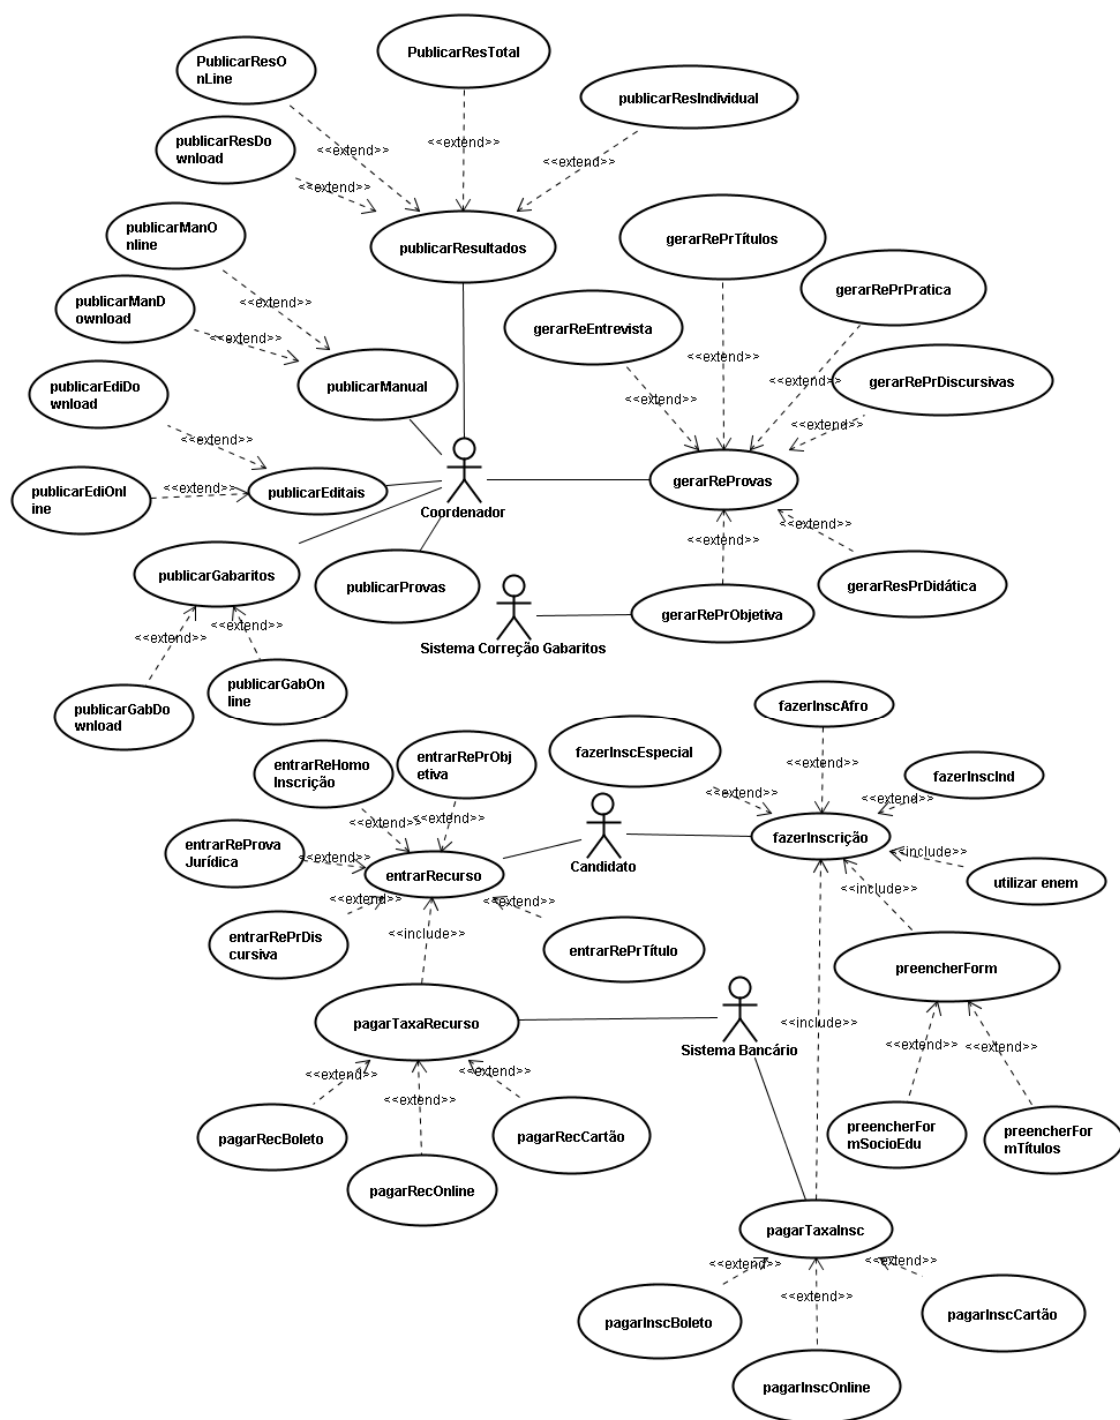 PublicarResTotal
PublicarResO
nLine
publicarResIndividual
publicarResDo
wnload
<<extend>>
<<extend>>
<<extend>>
<<extend>>
publicarManO
nline
publicarResultados
gerarRePrTítulos
gerarRePrPratica
publicarManD
ownload
<<extend>>
gerarReEntrevista
<<extend>>
<<extend>>
publicarManual
<<extend>>
gerarRePrDiscursivas
publicarEdiDo
wnload
<<extend>>
<<extend>>
<<extend>>
gerarReProvas
publicarEdiOnl
ine
<<extend>>
publicarEditais
Coordenador
<<extend>>
<<extend>>
publicarGabaritos
publicarProvas
gerarResPrDidática
gerarRePrObjetiva
<<extend>>
<<extend>>
Sistema Correção Gabaritos
publicarGabOn
line
publicarGabDo
wnload
fazerInscAfro
entrarReHomo
Inscrição
entrarRePrObj
etiva
fazerInscEspecial
<<extend>>
fazerInscInd
<<extend>>
<<extend>>
<<extend>>
<<extend>>
fazerInscrição
entrarReProva
Jurídica
<<extend>>
Candidato
<<include>>
entrarRecurso
utilizar enem
<<include>>
<<extend>>
<<extend>>
<<include>>
entrarRePrDis
cursiva
entrarRePrTítulo
preencherForm
pagarTaxaRecurso
<<include>>
Sistema Bancário
<<extend>>
<<extend>>
<<extend>>
<<extend>>
<<extend>>
pagarRecBoleto
pagarRecCartão
preencherFor
mSocioEdu
preencherFor
mTítulos
pagarRecOnline
pagarTaxaInsc
<<extend>>
<<extend>>
<<extend>>
pagarInscBoleto
pagarInscCartão
pagarInscOnline